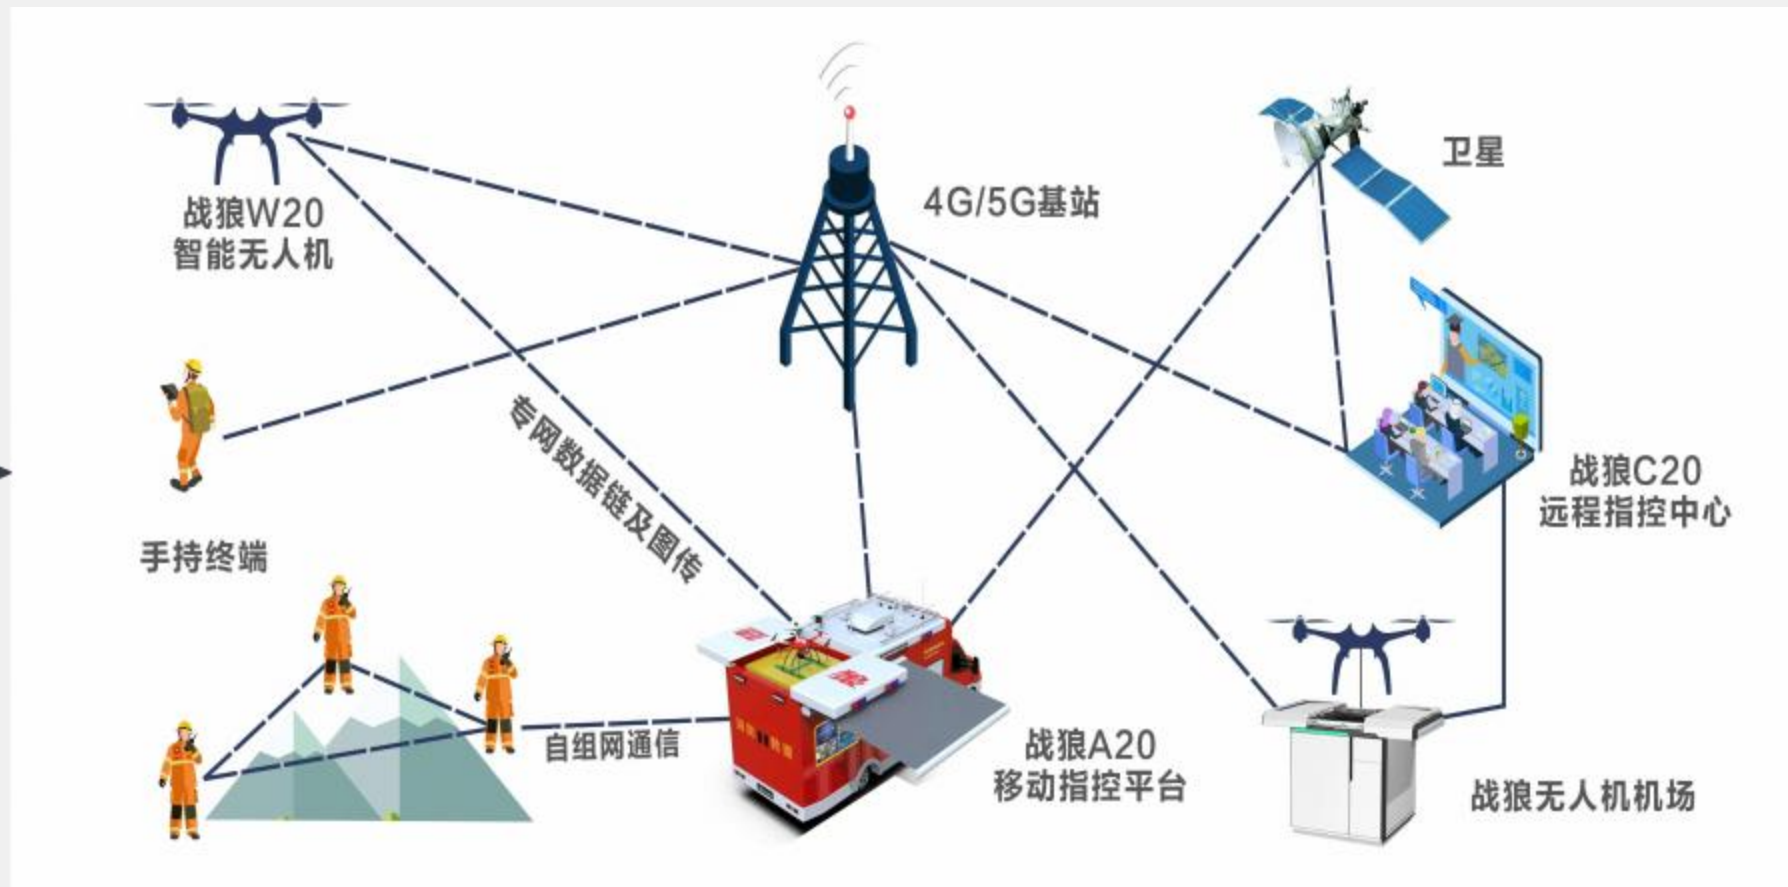 卫星
4G/5G基站
战狼W20
智能无人机
专网数据链及图传
战狼C20
远程指控中心
手持终端
自组网通信
战狼A20
移动指控平台
战狼无人机机场